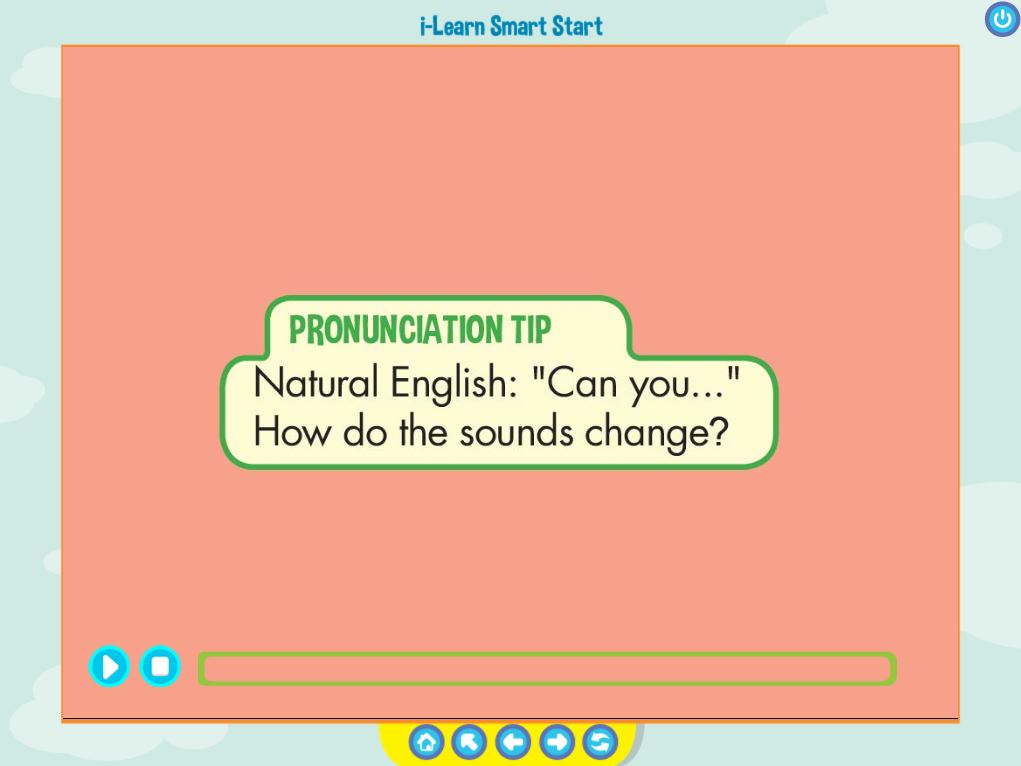 i-Learn Smart Start
PRONUNCIATION TIP
Natural English: "Can you..."
How do the sounds change?